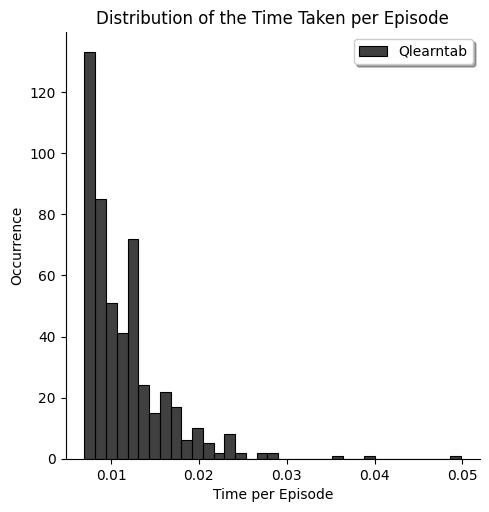 Distribution of the Time Taken per Episode
Qlearntab
120
100
80
60
40
20
0
Occurrence
0.01 0.02 0.03 0.04 0.05
Time per Episode